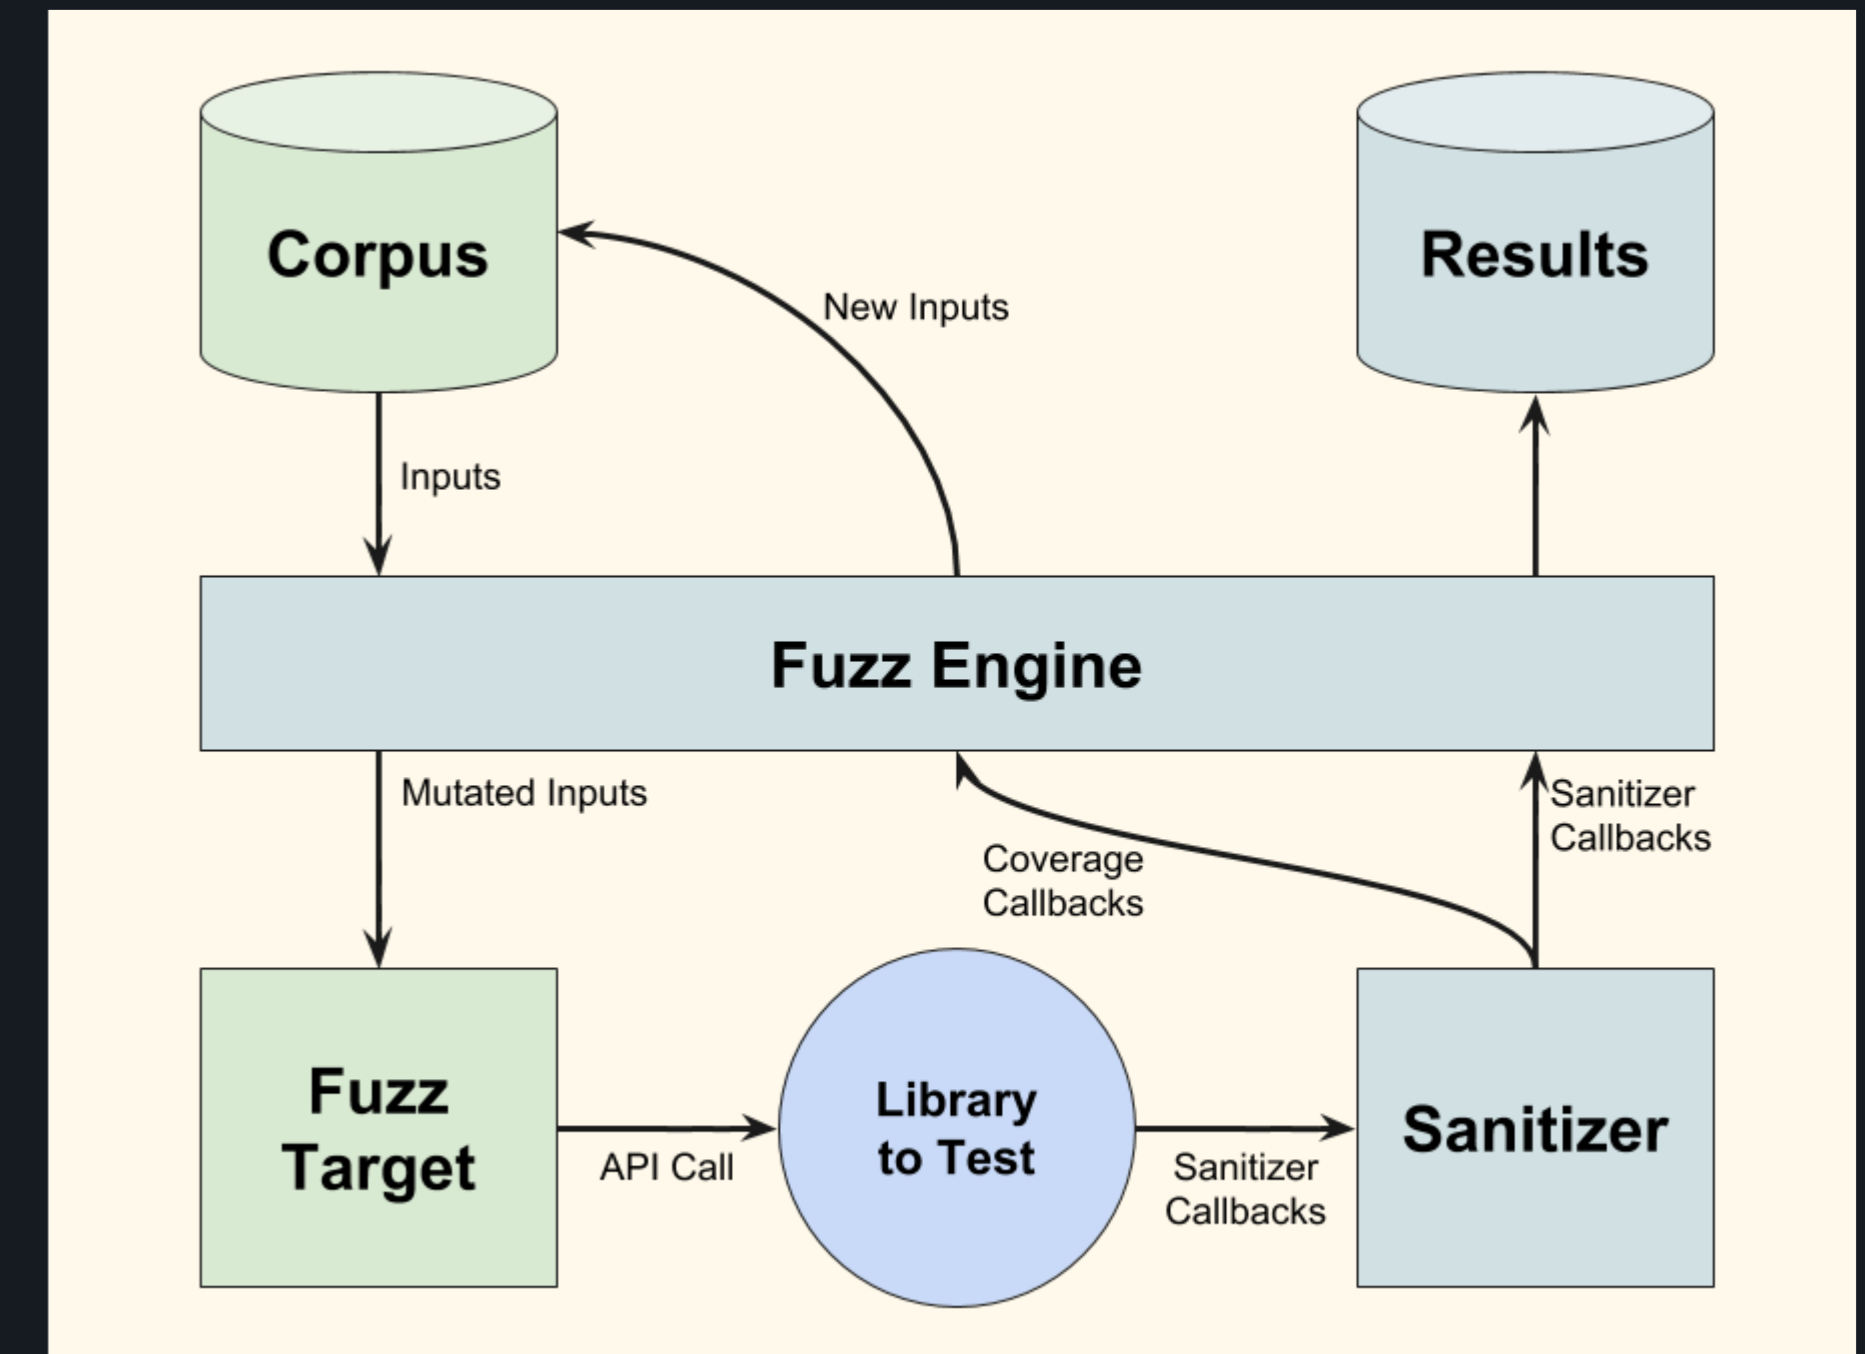 Corpus
Results
New Inputs
Inputs
Fuzz Engine
Mutated Inputs
Sanitizer
Callbacks
Coverage
Callbacks
Fuzz
Target
API Call
Library
to Test
Sanitizer
Callbacks
Sanitizer